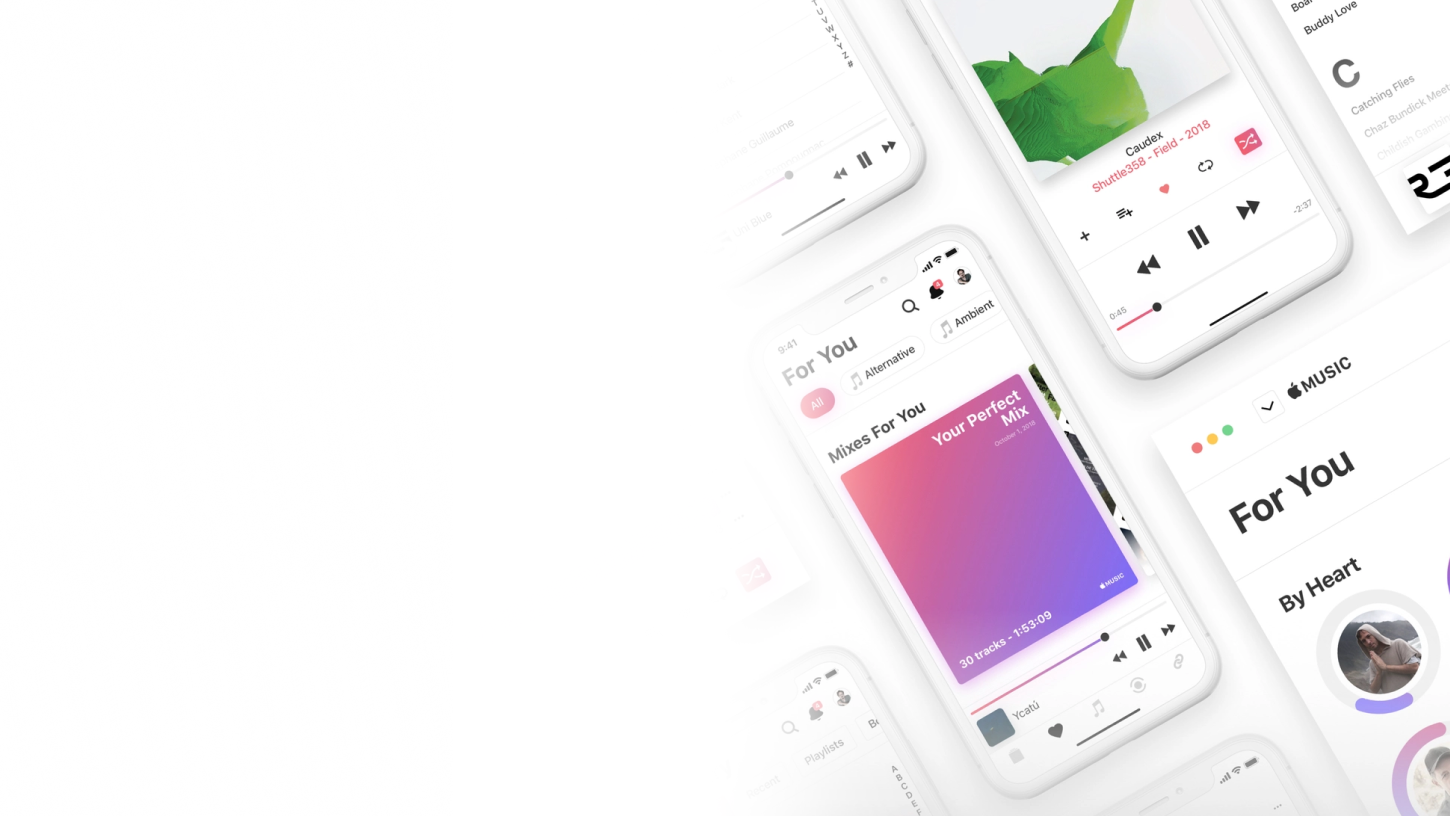 T
U
V
W
X
Y
Z
#
Guillaume
Blue
Caudex
Shuttle358 - Field - 2018
0:45
-2:37
Buddy Love
C
Catching Flies
Chaz Bundick Meet
Childish Gambin
9:41
For You
All
Alternative
Ambient
Mixes For You
Your Perfect
Mix
October 1, 2018
30 tracks - 1:53:09
MUSIC
Ycatú
MUSIC
For You
By Heart
Playlists
A
B
C
D
E
F